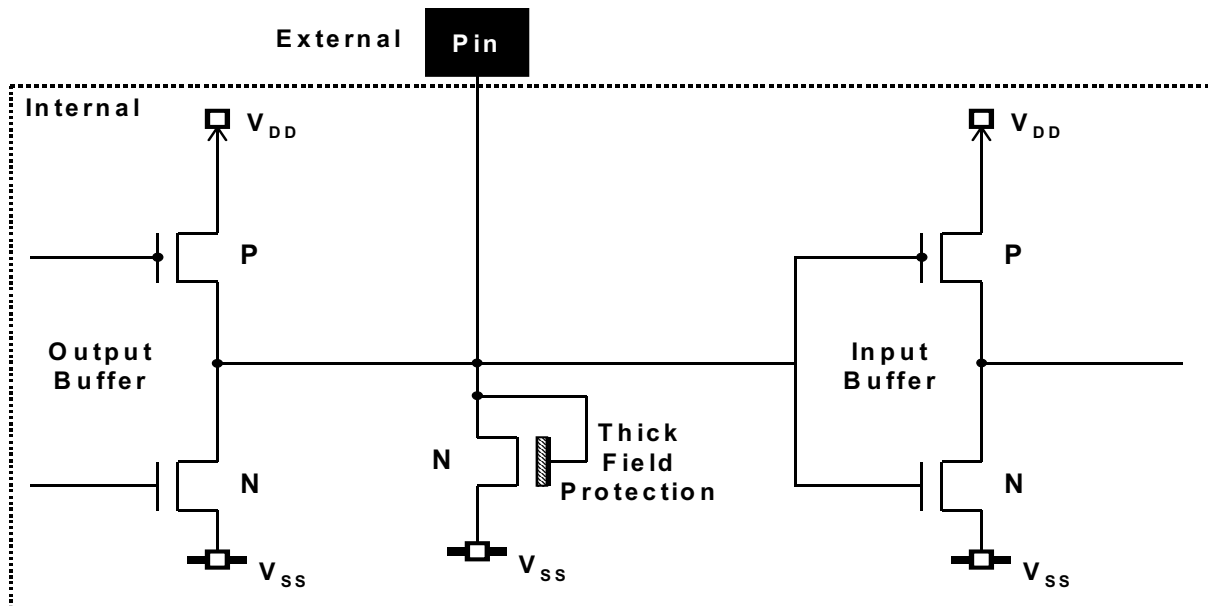 External
Pin
Internal
VDD
VDD
P
P
Output
Buffer
Input
Buffer
Thick
Field
Protection
N
N
N
VSS
VSS
VSS